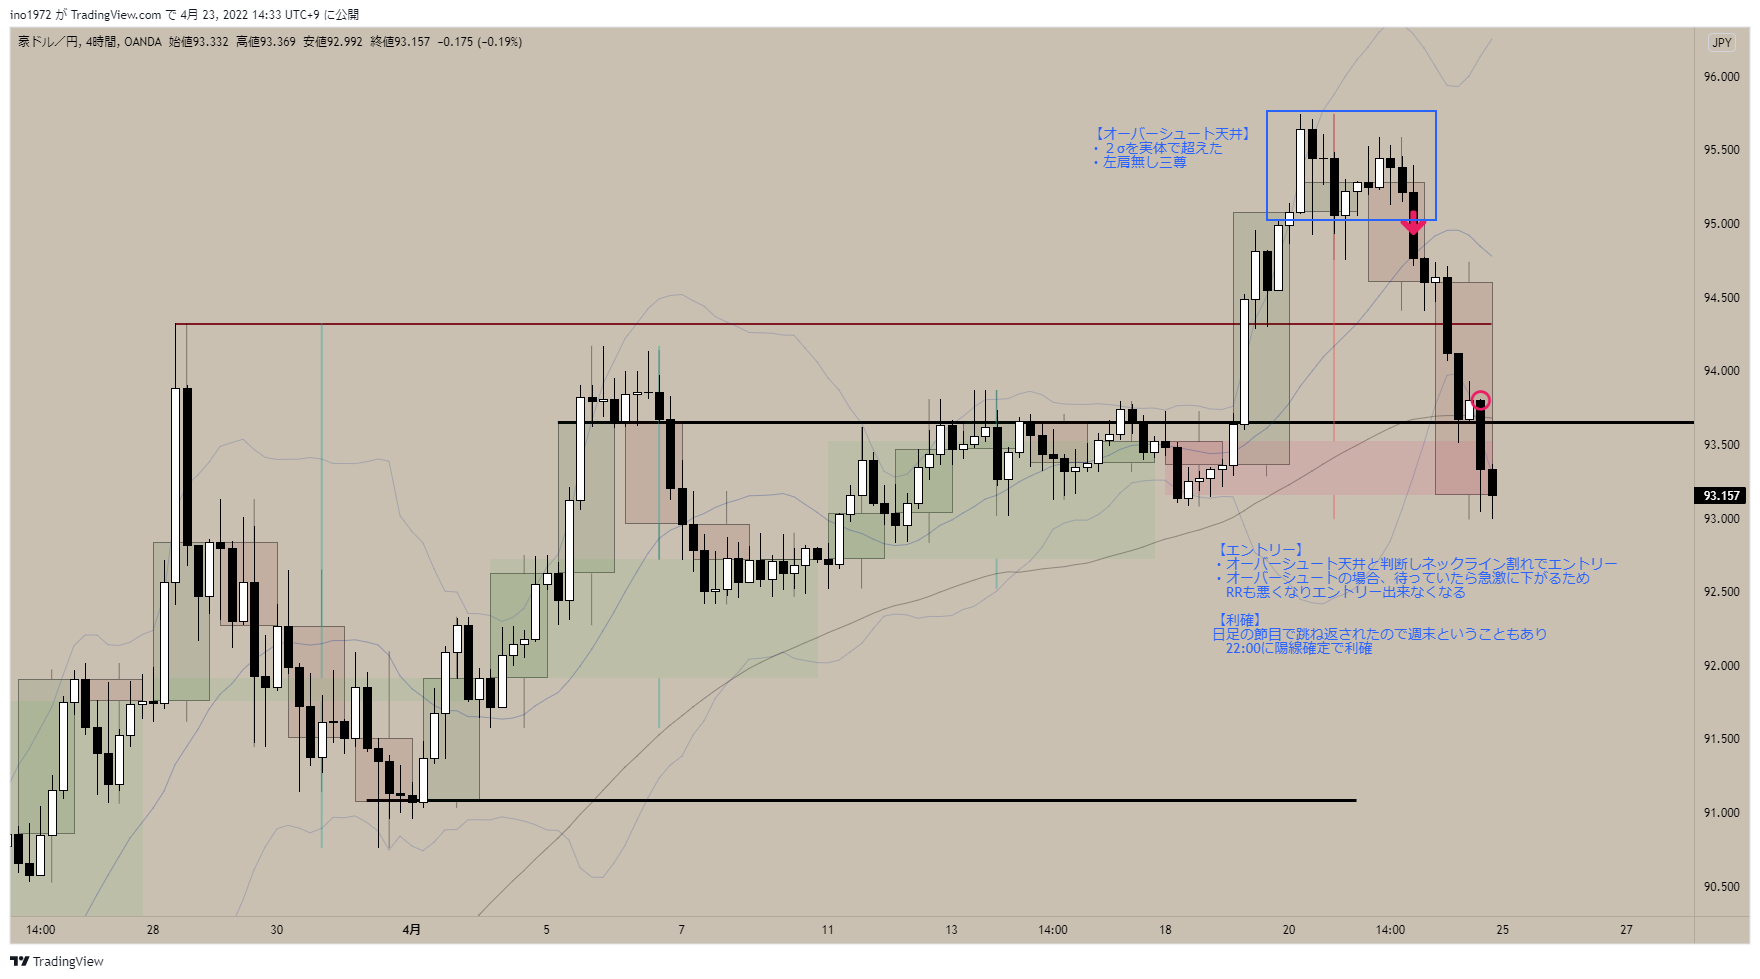 ino1972 が TradingView.com で 4月 23, 2022 14:33 UTC+9 に公開
豪ドル／円, 4時間, OANDA 始値93.332 高値93.369 安値92.992 終値93.157 −0.175 (−0.19%)
JPY
96.000
【オーバーシュート天井】
・２σを実体で超えた
・左肩無し三尊
95.500
95.000
94.500
94.000
93.500
93.157
93.000
【エントリー】
・オーバーシュート天井と判断しネックライン割れでエントリー
・オーバーシュートの場合、待っていたら急激に下がるため
RRも悪くなりエントリー出来なくなる
92.500
【利確】
日足の節目で跳ね返されたので週末ということもあり
22:00に陽線確定で利確
92.000
91.500
91.000
90.500
14:00 28 30 4月 5 7 11 13 14:00 18 20 14:00 25 27
TradingView